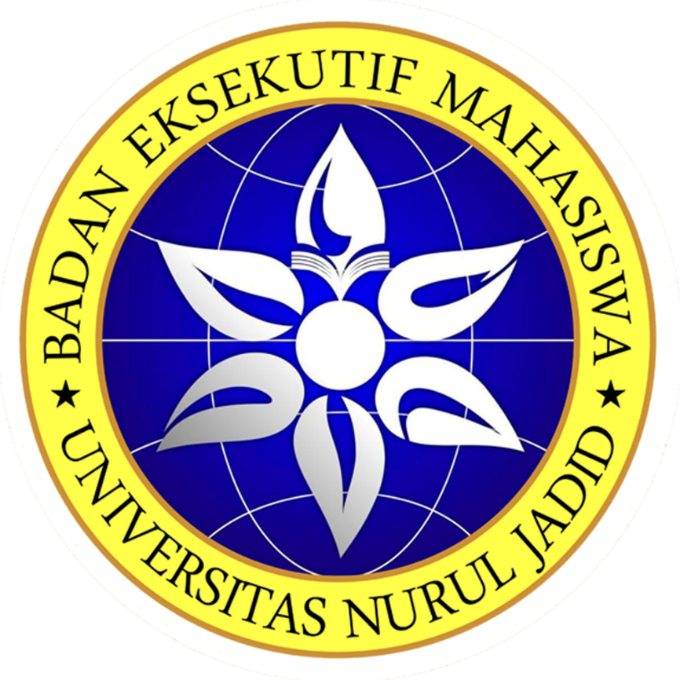 BADAN EKSEKUTIF MAHASISWA
UNIVERSITAS NURUL JADID